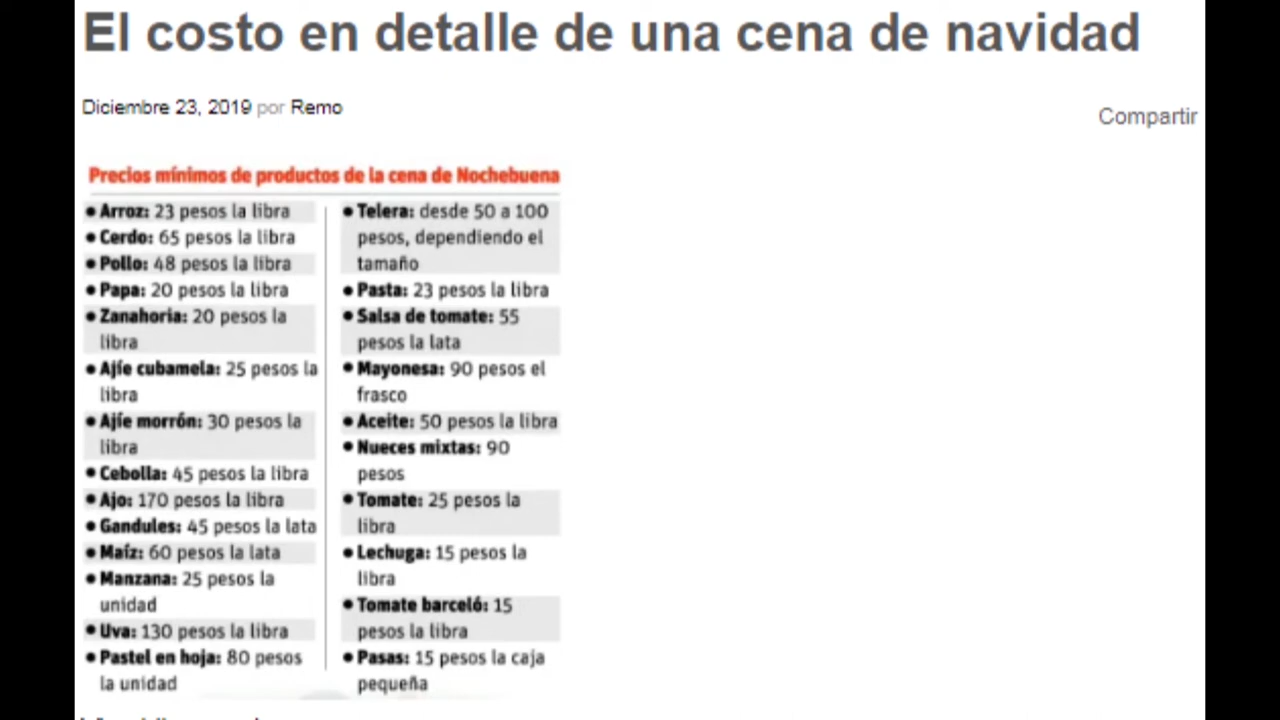 El costo en detalle de una cena de navidad
Diciembre 23, 2019 por Remo
Compartir
Precios mínimos de productos de la cena de Nochebuena
• Arroz: 23 pesos la libra
• Cerdo: 65 pesos la libra
• Pollo: 48 pesos la libra
• Papa: 20 pesos la libra
• Zanahoria: 20 pesos la
libra
• Ajíe cubamela: 25 pesos la
libra
• Ajíe morrón: 30 pesos la
libra
• Cebolla: 45 pesos la libra
• Ajo: 170 pesos la libra
• Gandules: 45 pesos la lata
• Maíz: 60 pesos la lata
• Manzana: 25 pesos la
unidad
• Uva: 130 pesos la libra
• Pastel en hoja: 80 pesos
la unidad
• Telera: desde 50 a 100
pesos, dependiendo el
tamaño
• Pasta: 23 pesos la libra
• Salsa de tomate: 55
pesos la lata
• Mayonesa: 90 pesos el
frasco
• Aceite: 50 pesos la libra
• Nueces mixtas: 90
pesos
• Tomate: 25 pesos la
libra
• Lechuga: 15 pesos la
libra
• Tomate barceló: 15
pesos la libra
• Pasas: 15 pesos la caja
pequeña